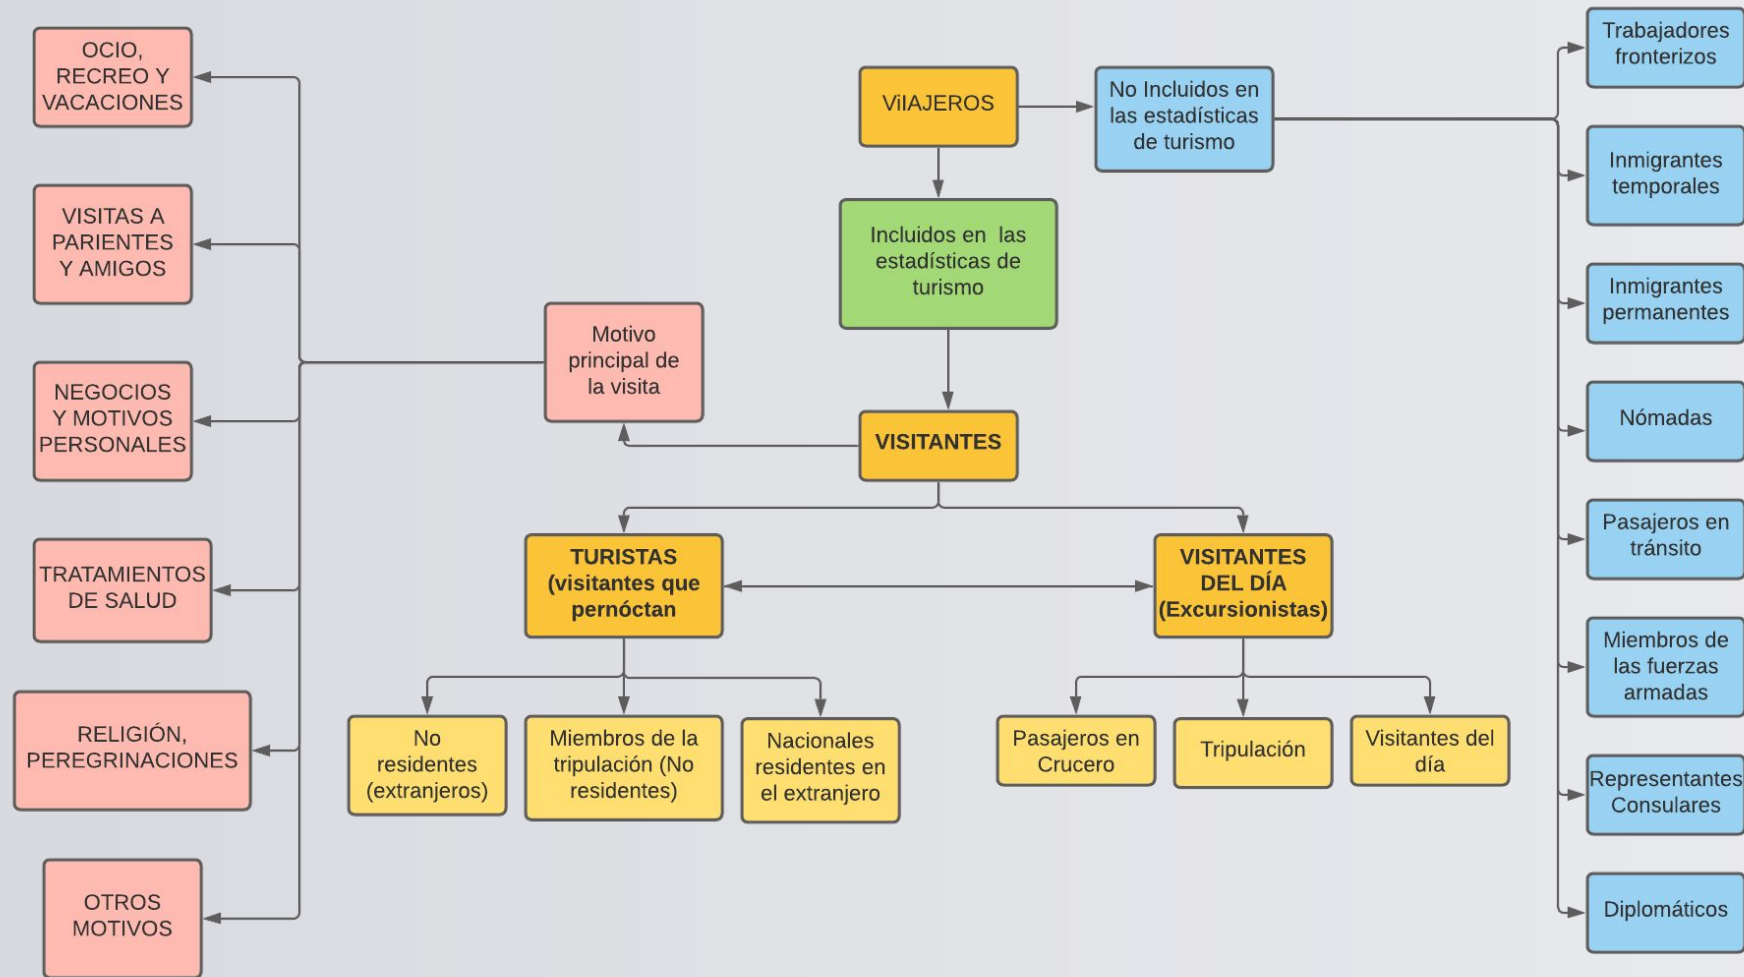 OCIO,
RECREO Y
VACACIONES
VISITAS A
PARIENTES
Y AMIGOS
NEGOCIOS
Y MOTIVOS
PERSONALES
TRATAMIENTOS
DE SALUD
RELIGIÓN,
PEREGRINACIONES
OTROS
MOTIVOS
Motivo
principal de
la visita
ViIAJEROS
No Incluidos en
las estadísticas
de turismo
Incluidos en las
estadísticas de
turismo
VISITANTES
TURISTAS
(visitantes que
pernóctan
VISITANTES
DEL DÍA
(Excursionistas)
No
residentes
(extranjeros)
Miembros de la
tripulación (No
residentes)
Nacionales
residentes en
el extranjero
Pasajeros en
Crucero
Tripulación
Visitantes del
día
Trabajadores
fronterizos
Inmigrantes
temporales
Inmigrantes
permanentes
Nómadas
Pasajeros en
tránsito
Miembros de
las fuerzas
armadas
Representantes
Consulares
Diplomáticos